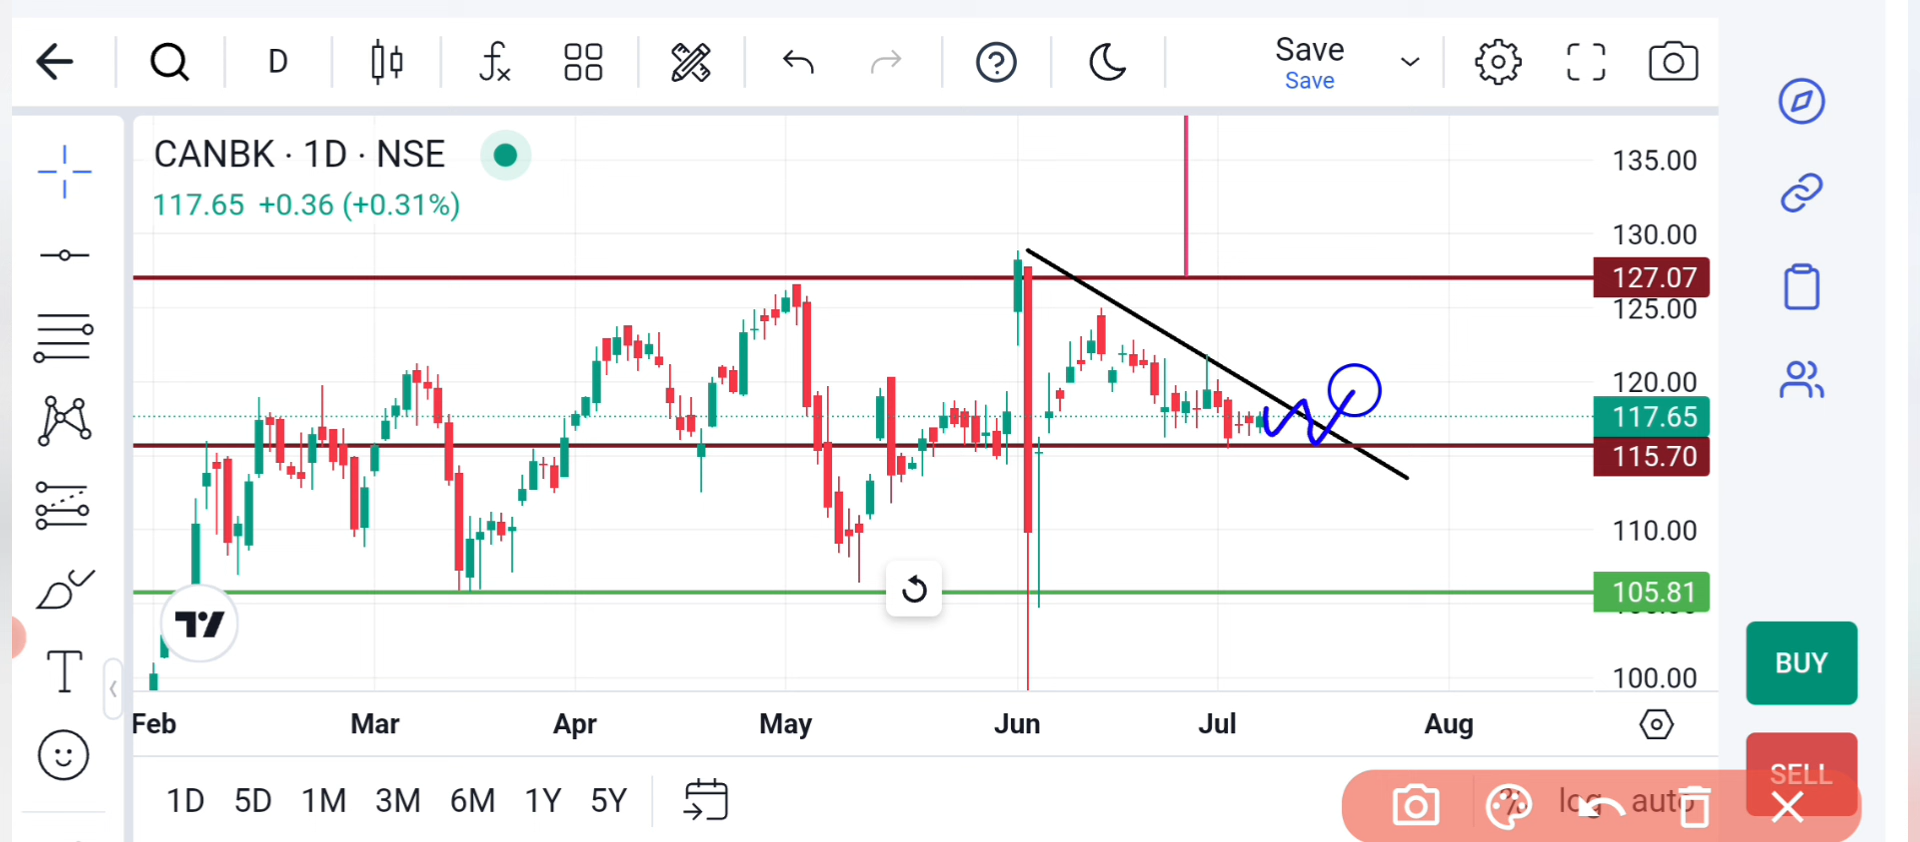 D
Save
Save
CANBK · 1D · NSE
117.65 +0.36 (+0.31%)
135.00
130.00
127.07
125.00
120.00
117.65
115.70
110.00
105.81
100.00
Feb Mar Apr May Jun Jul Aug
1D 5D 1M 3M 6M 1Y 5Y
log auto
BUY
SELL